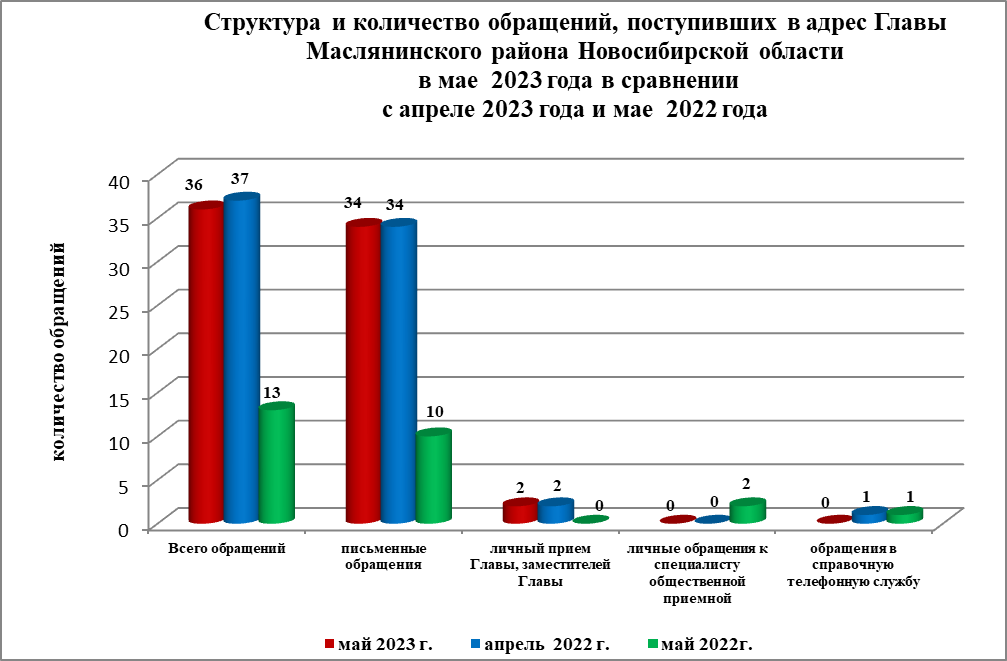 Структура и количество обращений, поступивших в адрес Главы
Маслянинского района Новосибирской области
в мае 2023 года в сравнении
с апреле 2023 года и мае 2022 года
количество обращений
40
35
30
25
20
15
10
5
0
36
37
13
34
34
10
2
2
0
0
0
2
0
1
1
Всего обращений
письменные
обращения
личный прием
Главы, заместителей
Главы
личные обращения к
специалисту
общественной
приемной
обращения в
справочную
телефонную службу
май 2023 г.
апрель 2022 г.
май 2022г.